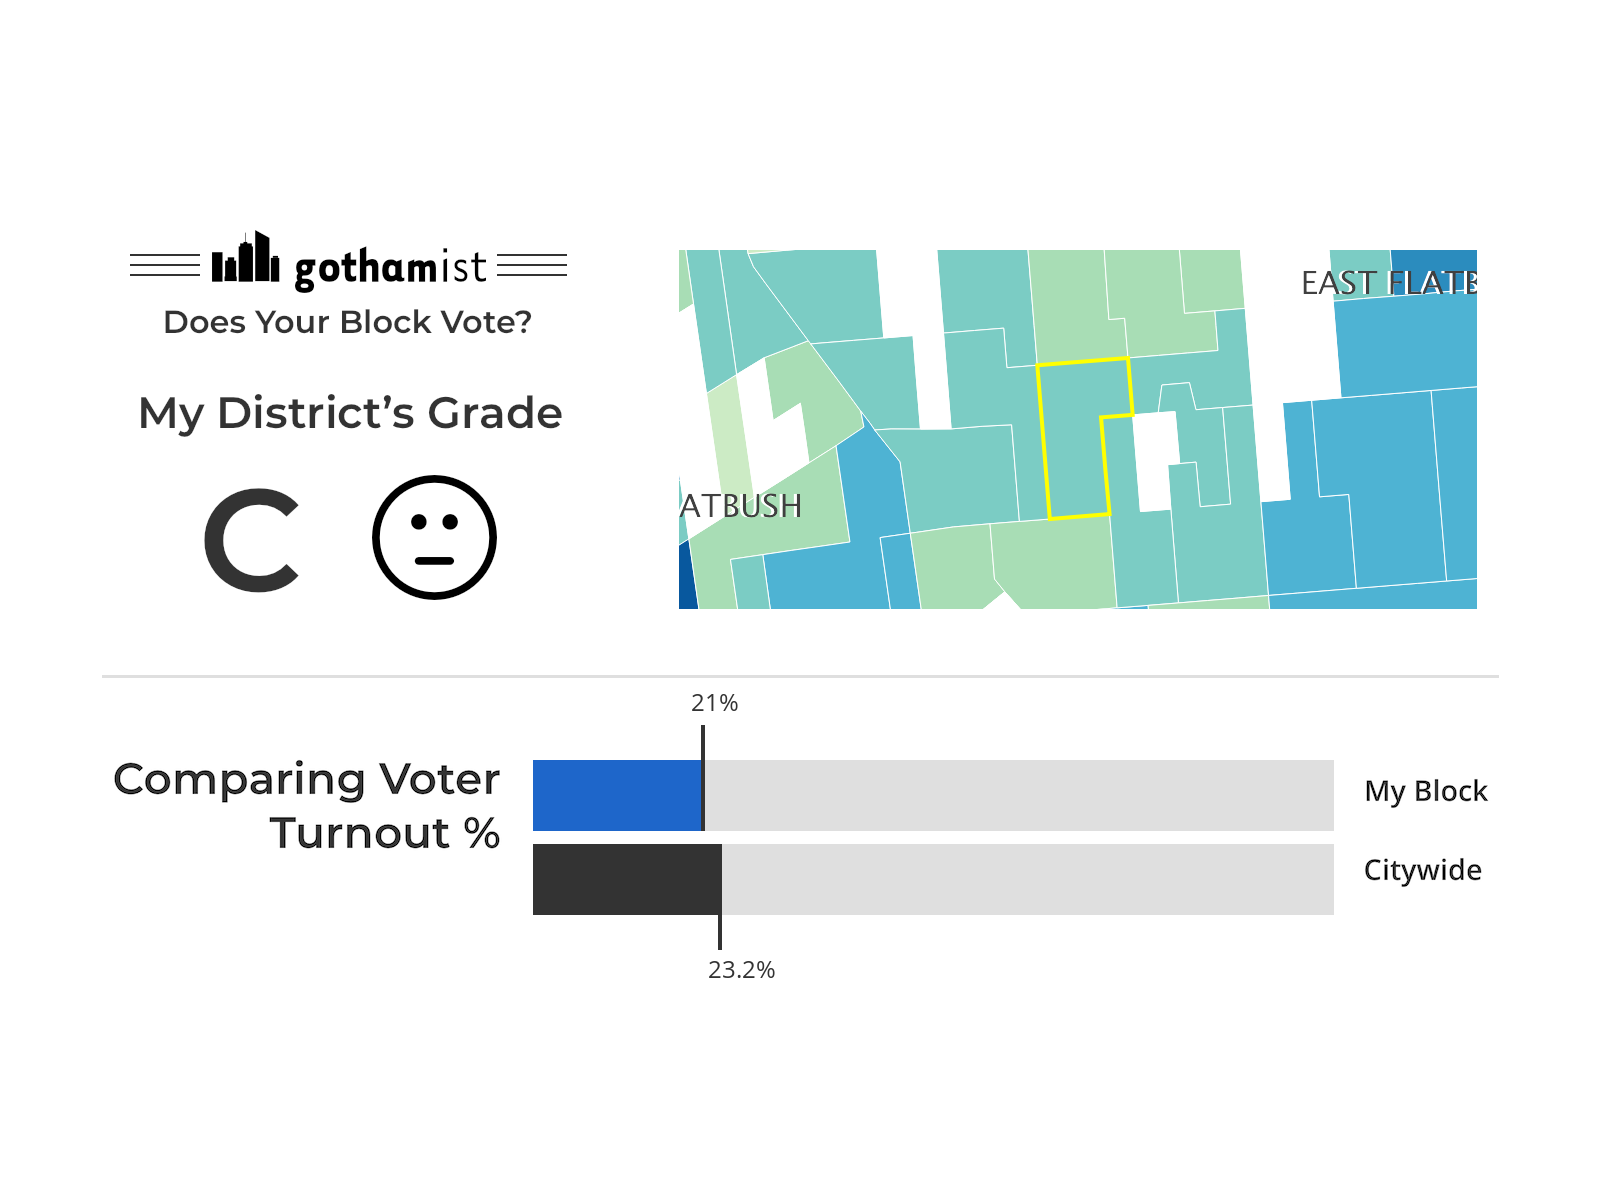 gothamist
Does Your Block Vote?
My District’s Grade
C
EAST FLATB
ATBUSH
21%
Comparing Voter
Turnout %
My Block
Citywide
23.2%